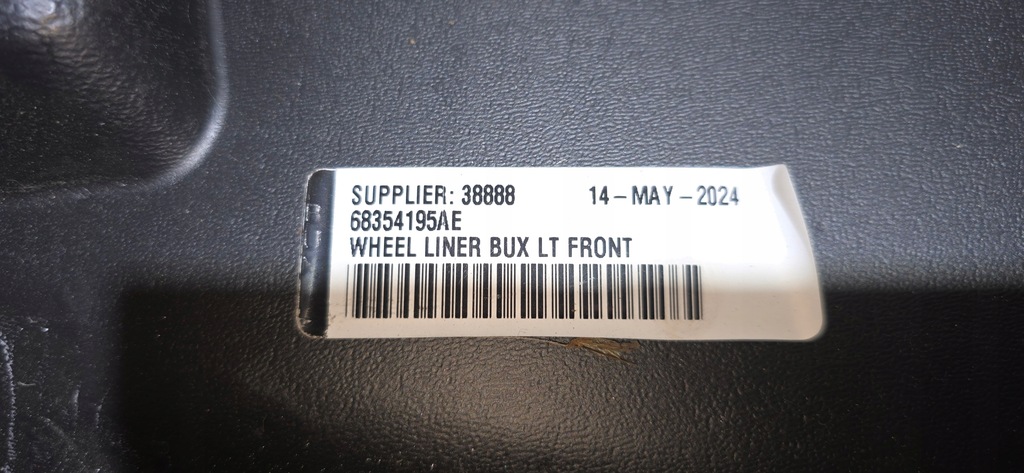 SUPPLIER: 38888 14-MAY-2024
68354195AE
WHEEL LINER BUX LT FRONT